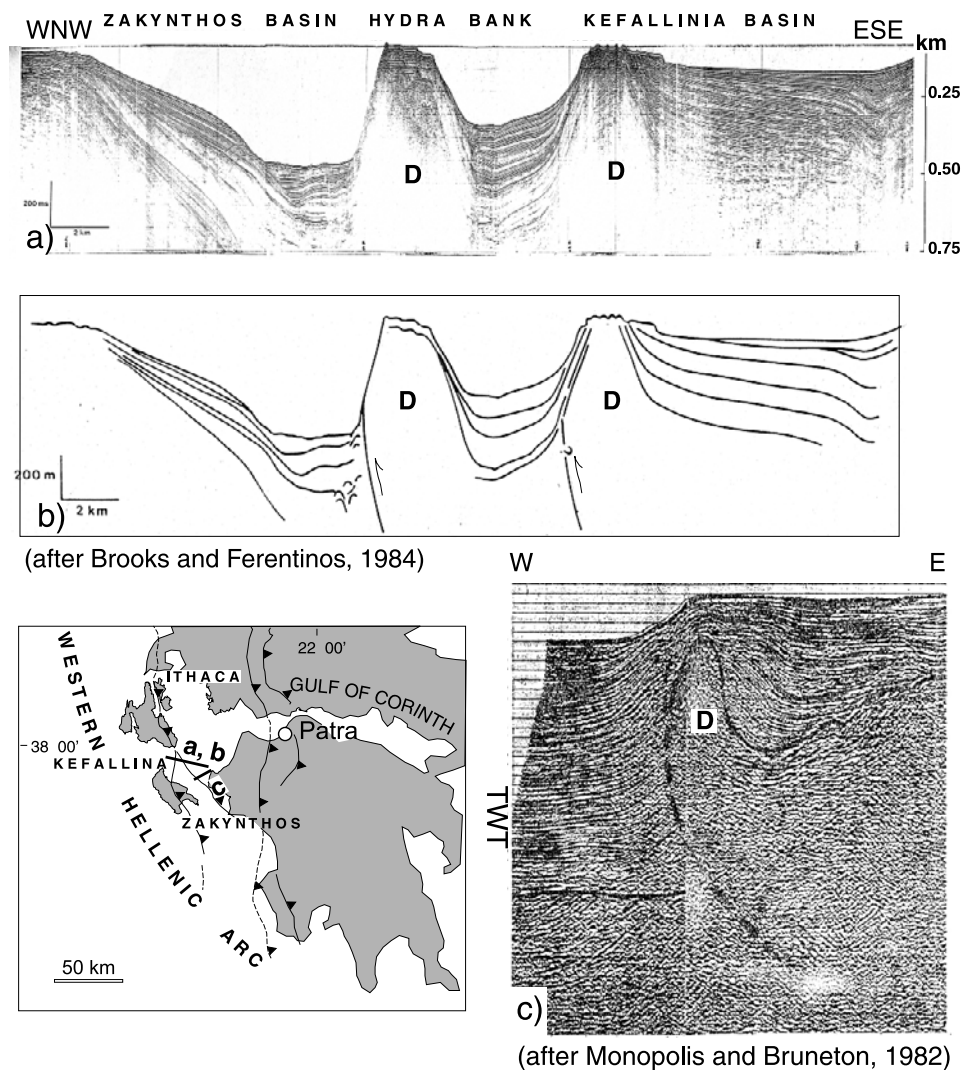 ZAKYNTHOS BASIN HYDRA BANK KEFALLINIA BASIN
WNW ESE
km
0.25
0.50
0.75
D D
200 ms
2 km
a)
D D
200 m
2 km
b)
(after Brooks and Ferentinos, 1984)
W E
TWT
D
c)
(after Monopolis and Bruneton, 1982)
22 00'
WESTERN
ITHACA
GULF OF CORINTH
Patra
38 00'
a, b
KEFALLINA
c
ZAKYNTHOS
HELLENIC
ARC
50 km